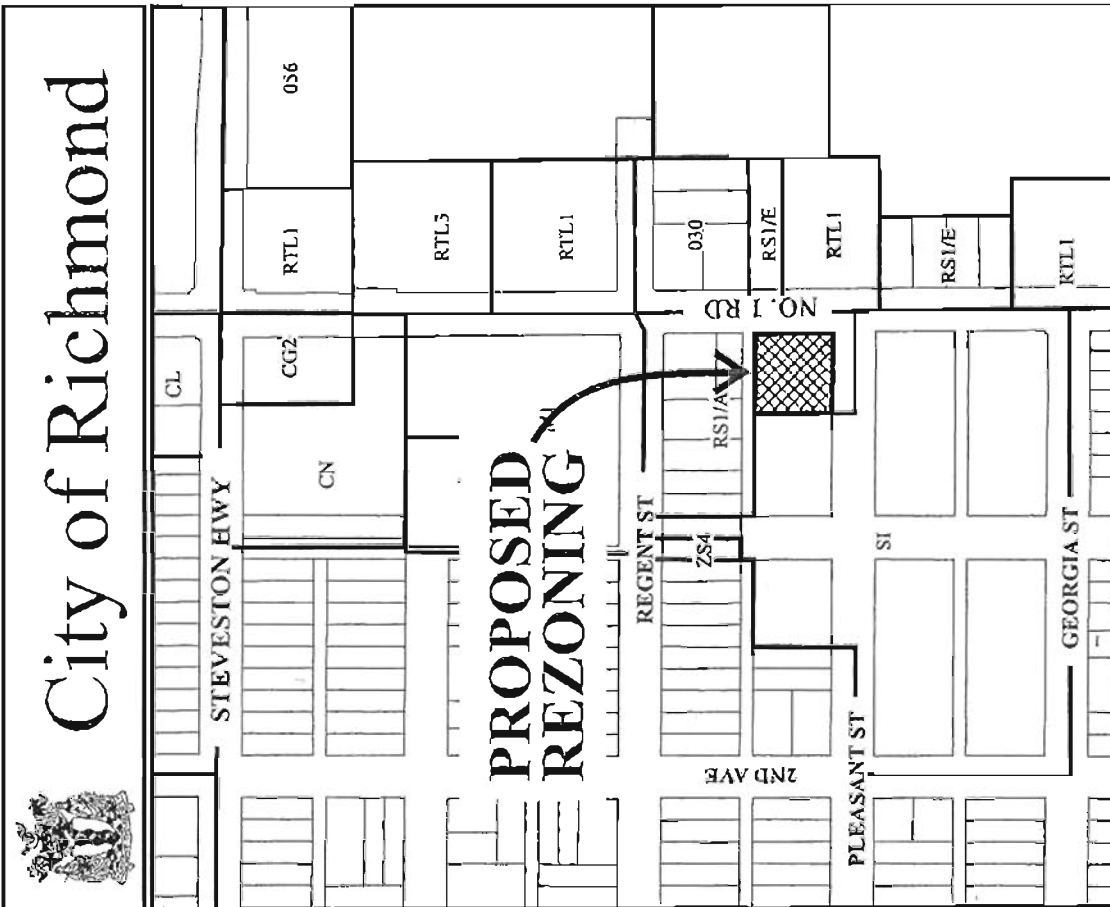 City of Richmond
CL
STEVESTON HWY
CG2
CN
056
RTL1
RTL3
RTL1
PROPOSED
REZONING
REGENT ST
RS1/A
ZS4
030
RS1/E
NO. 1 RD
RTL1
RS1/E
RTL1
2ND AVE
PLEASANT ST
SI
GEORGIA ST